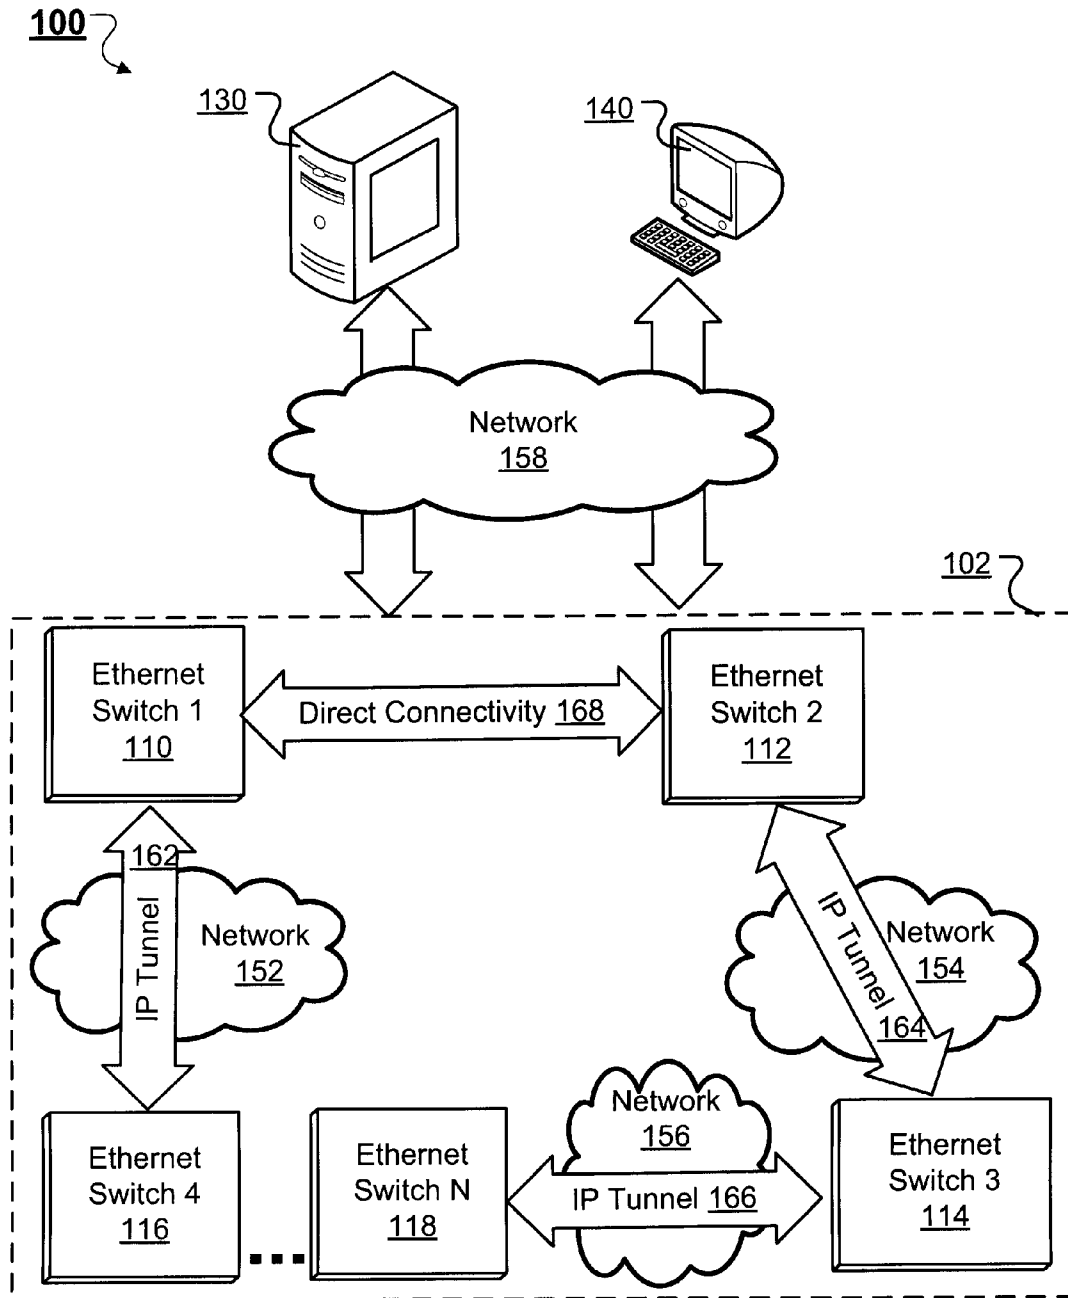 100
130
140
Network
158
102
Ethernet
Switch 1
110
Direct Connectivity 168
Ethernet
Switch 2
112
162
IP Tunnel
Network
152
IP Tunnel
164
Network
154
Ethernet
Switch 4
116
Ethernet
Switch N
118
Network
156
IP Tunnel 166
Ethernet
Switch 3
114